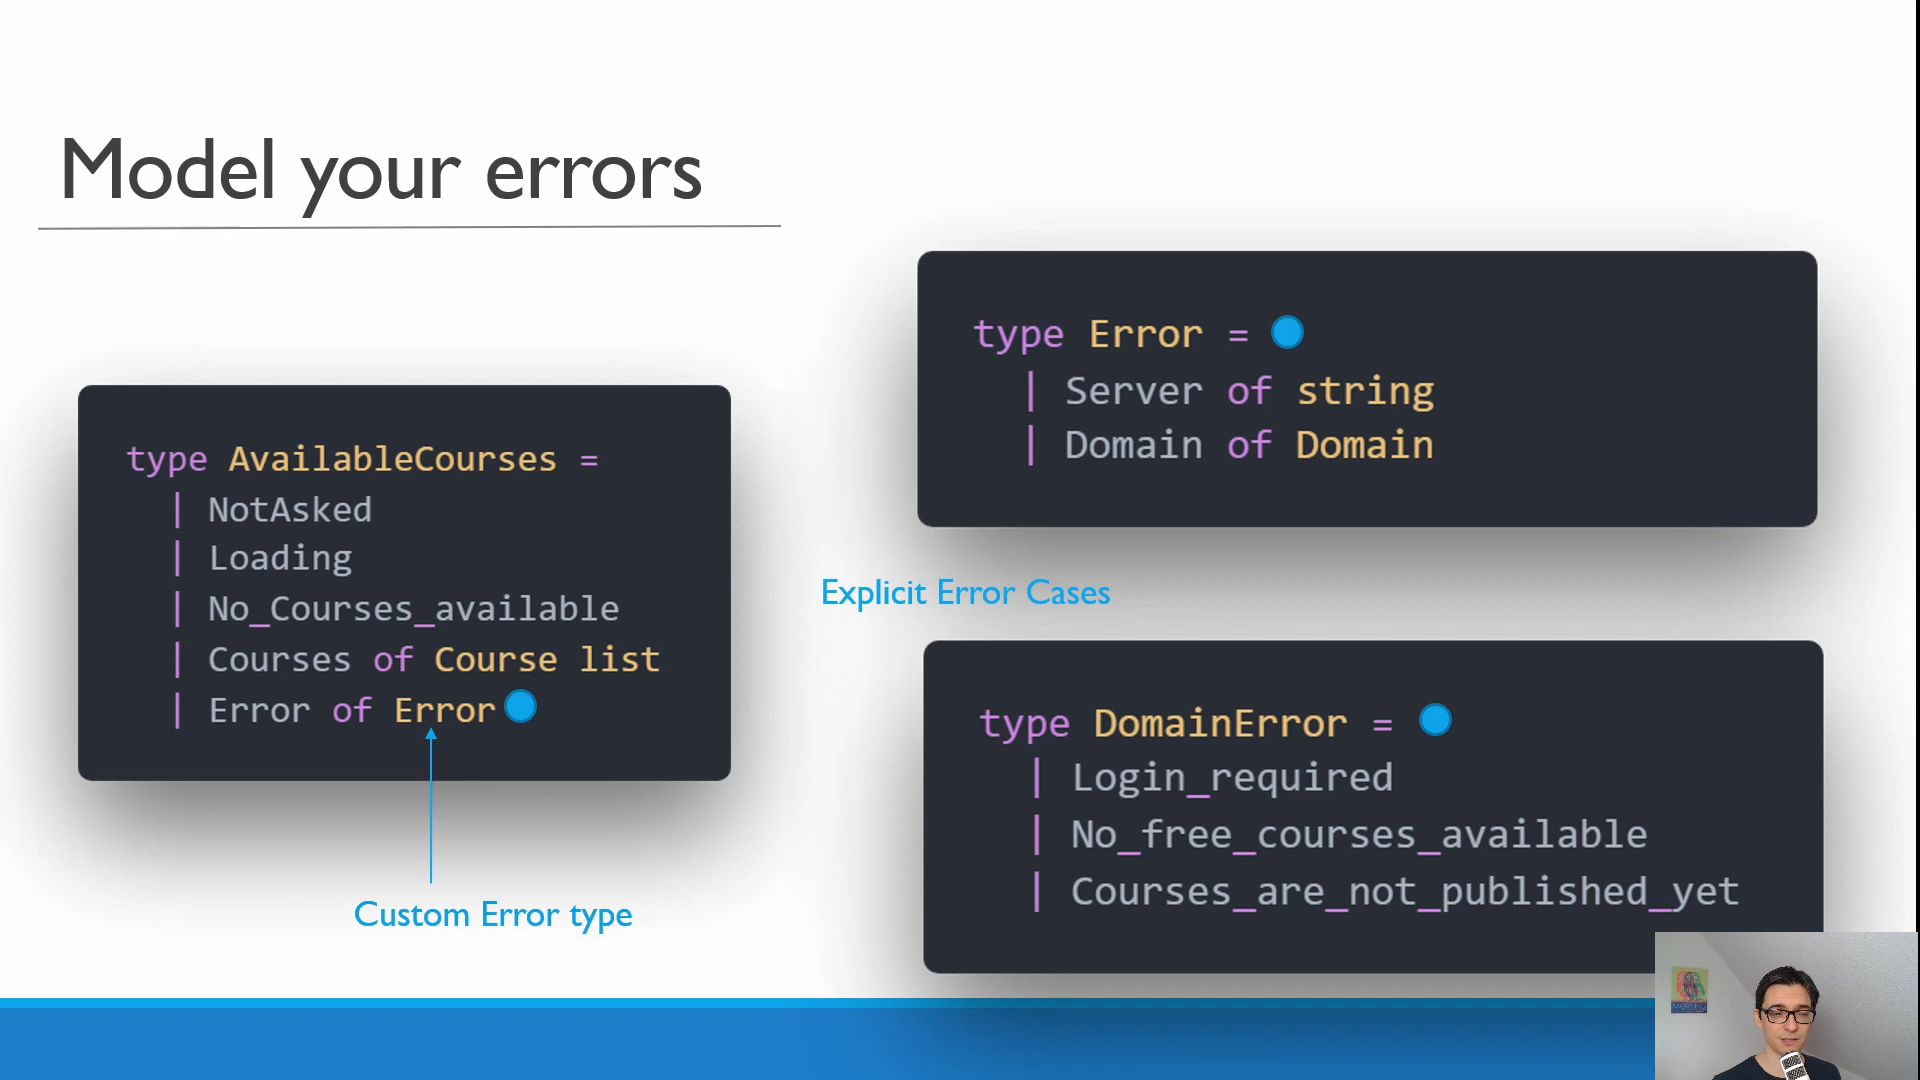 Model your errors
type AvailableCourses =
| NotAsked
| Loading
| No_Courses_available
| Courses of Course list
| Error of Error
Custom Error type
type Error =
| Server of string
| Domain of Domain
Explicit Error Cases
type DomainError =
| Login_required
| No_free_courses_available
| Courses_are_not_published_yet